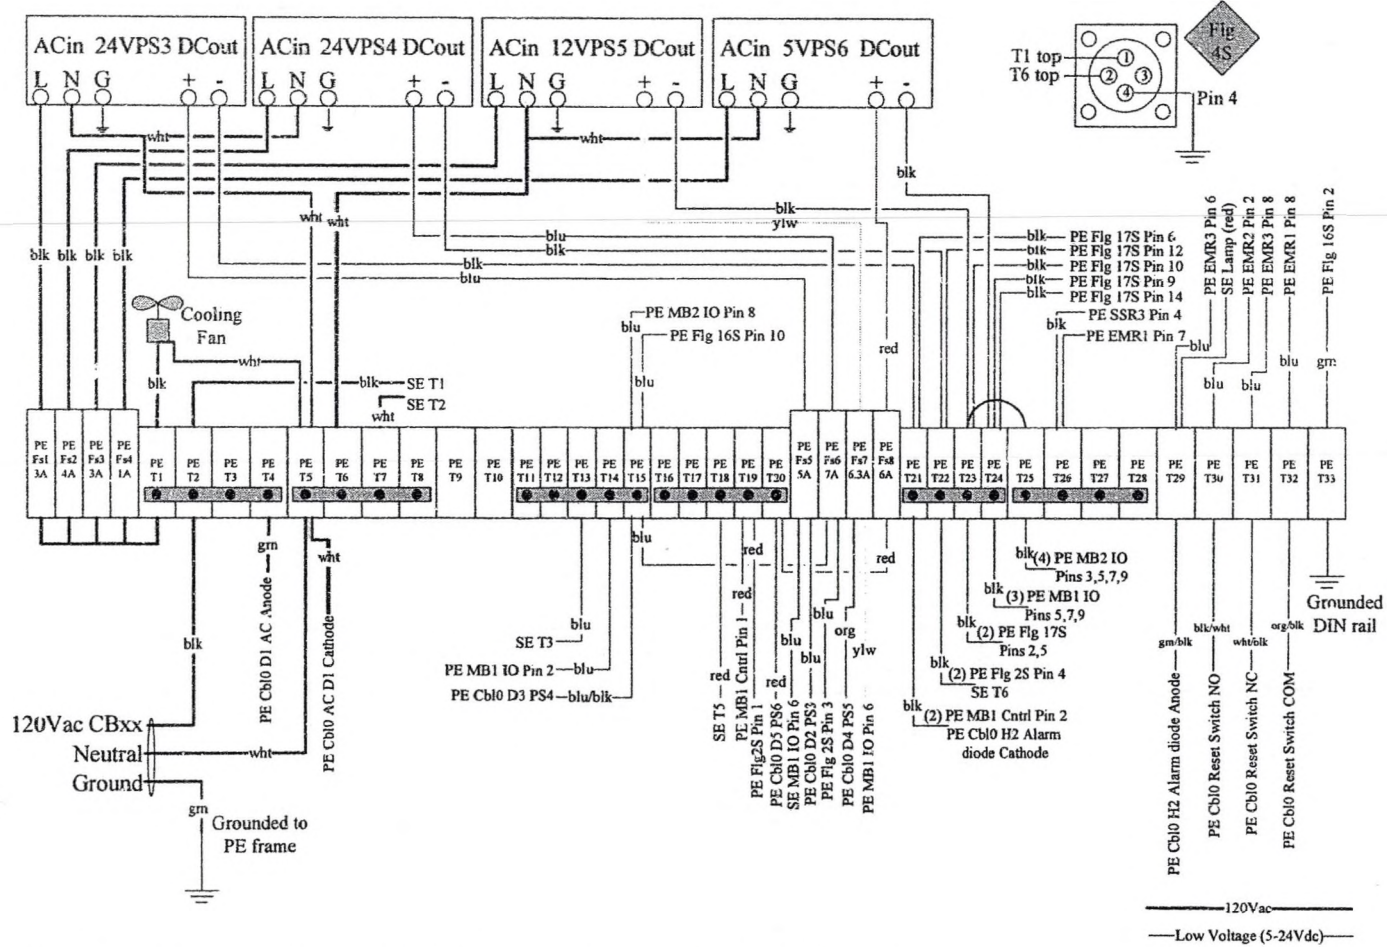 ACin 24VPS3 DCout
L N G + -
ACin 24VPS4 DCout
L N G + -
ACin 12VPS5 DCout
L N G + -
ACin 5VPS6 DCout
L N G + -
Flg
4S
T1 top
T6 top
1
2
3
4
Pin 4
wht
wht
blk
wht
wht
blk
ylw
blu
blk
blk
blu
blk
blk
blk
blk
blk PE Flg 17S Pin 6
blk PE Flg 17S Pin 12
blk PE Flg 17S Pin 10
blk PE Flg 17S Pin 9
blk PE Flg 17S Pin 14
PE SSR3 Pin 4
blk
PE EMR1 Pin 7
PE EMR3 Pin 6
SE Lamp (red)
PE EMR2 Pin 2
PE EMR3 Pin 8
PE EMR1 Pin 8
PE Flg 16S Pin 2
blu
blu
blu
blu
grn
Cooling
Fan
wht
blk
blk SE T1
SE T2
wht
PE MB2 IO Pin 8
blu
PE Flg 16S Pin 10
blu
red
PE Fs1 3A
PE Fs2 4A
PE Fs3 3A
PE Fs4 1A
PE T1
PE T2
PE T3
PE T4
PE T5
PE T6
PE T7
PE T8
PE T9
PE T10
PE T11
PE T12
PE T13
PE T14
PE T15
PE T16
PE T17
PE T18
PE T19
PE T20
PE Fs5 5A
PE Fs6 7A
PE Fs7 6.3A
PE Fs8 6A
PE T21
PE T22
PE T23
PE T24
PE T25
PE T26
PE T27
PE T28
PE T29
PE T30
PE T31
PE T32
PE T33
grn
PE Cbl0 D1 AC Anode
wht
PE Cbl0 AC D1 Cathode
blk
120Vac CBxx
Neutral
wht
Ground
grn
Grounded to
PE frame
blu
SE T3
PE MB1 IO Pin 2 blu
PE Cbl0 D3 PS4 blu/blk
blu
red
SE T5
red
PE MB1 Cntrl Pin 1
red
PE Flg2S Pin 1
red
PE Cbl0 D5 PS6
blu
SE MB1 IO Pin 6
blu
PE Cbl0 D2 PS3
blu
PE Flg 2S Pin 3
org
PE Cbl0 D4 PS5
ylw
PE MB1 IO Pin 6
red
blk (4) PE MB2 IO
Pins 3,5,7,9
blk (3) PE MB1 IO
Pins 5,7,9
blk (2) PE Flg 17S
Pins 2,5
blk (2) PE Flg 2S Pin 4
SE T6
blk (2) PE MB1 Cntrl Pin 2
PE Cbl0 H2 Alarm
diode Cathode
grn/blk
PE Cbl0 H2 Alarm diode Anode
blk/wht
PE Cbl0 Reset Switch NO
wht/blk
PE Cbl0 Reset Switch NC
org/blk
PE Cbl0 Reset Switch COM
Grounded
DIN rail
120Vac
Low Voltage (5-24Vdc)